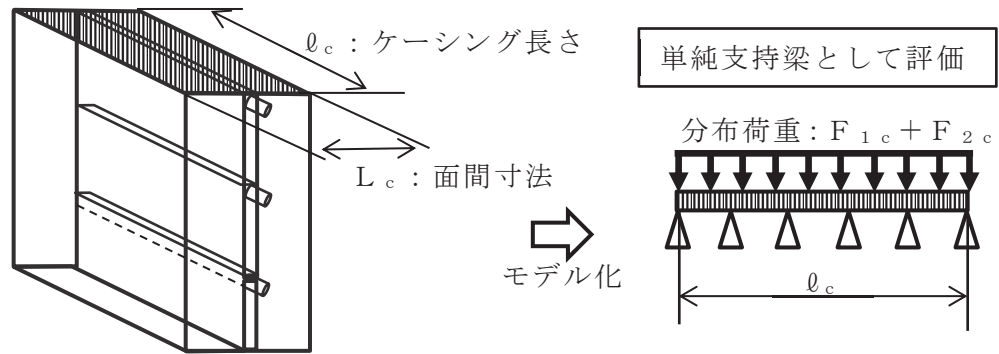 ℓc：ケーシング長さ
Lc：面間寸法
モデル化
単純支持梁として評価
分布荷重：F1c＋F2c
ℓc